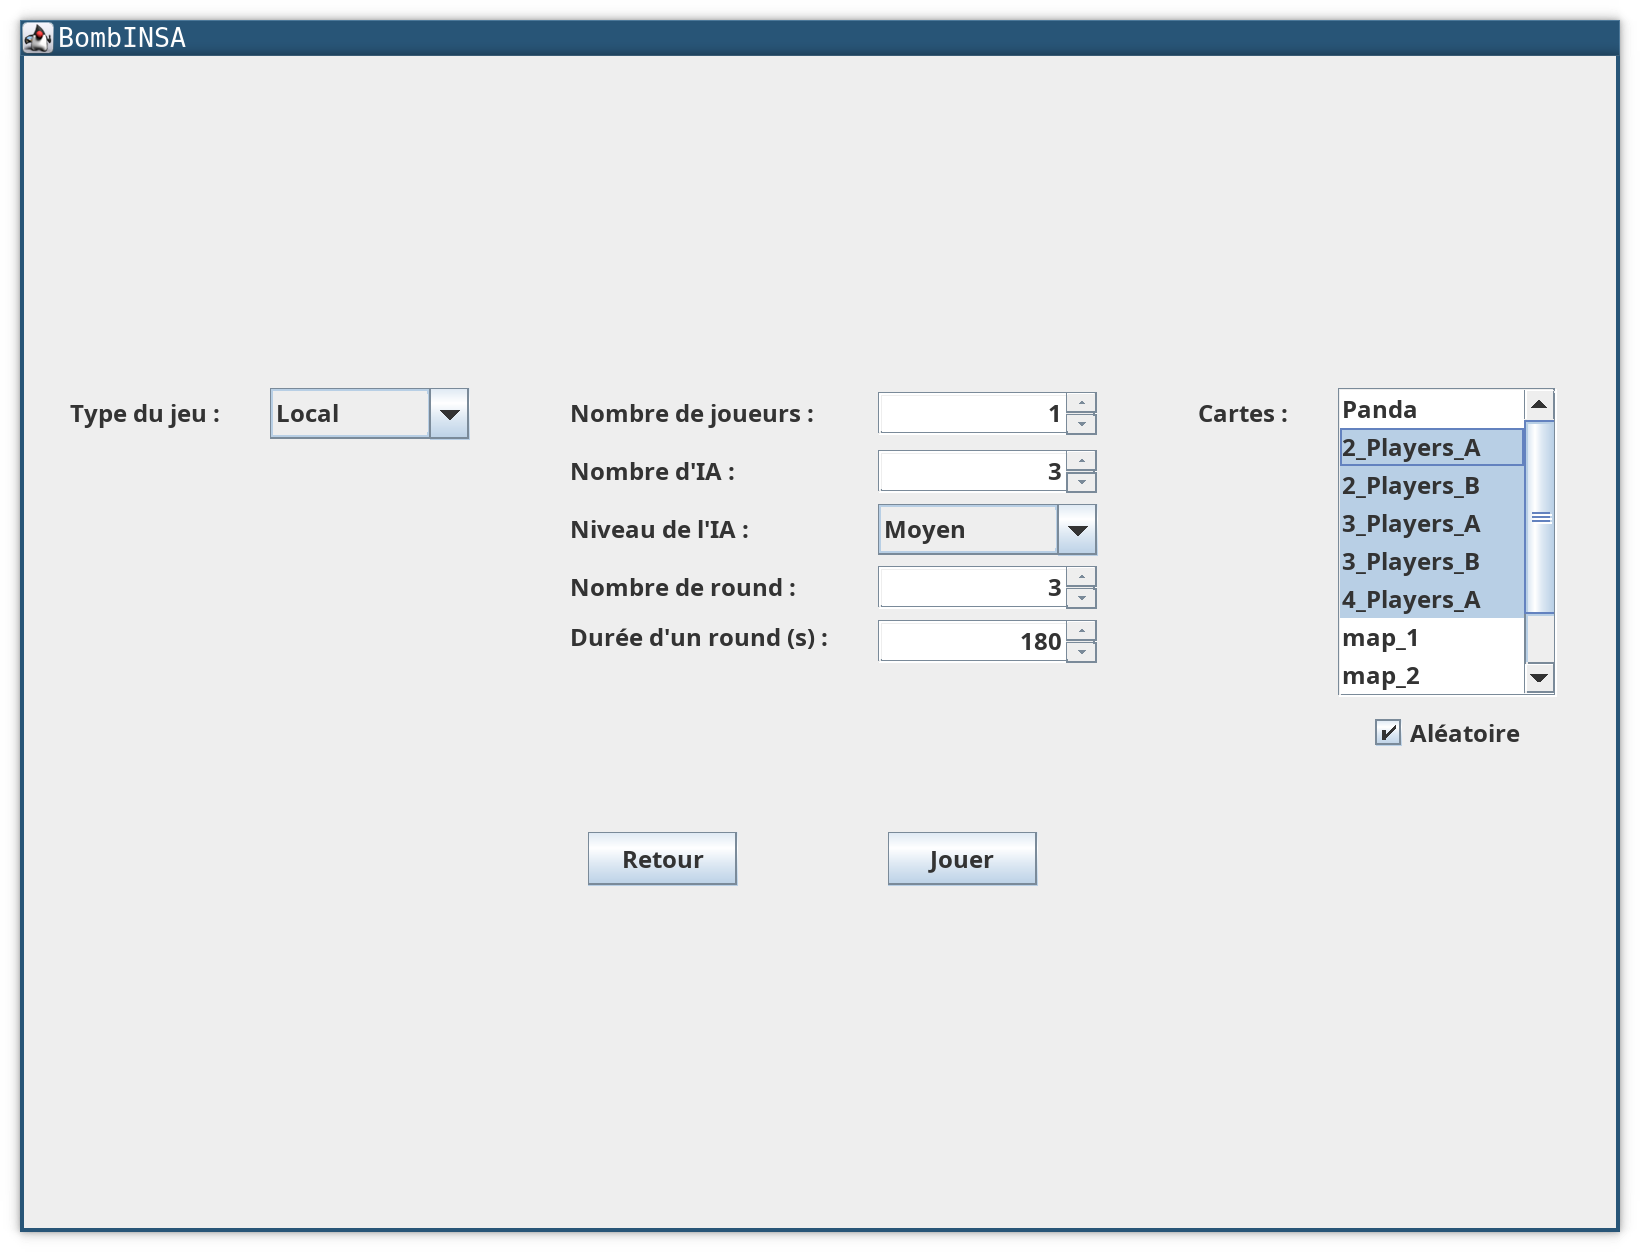 BombINSA
Type du jeu :
Local
Nombre de joueurs :
1
Nombre d'IA :
3
Niveau de l'IA :
Moyen
Nombre de round :
3
Durée d'un round (s) :
180
Cartes :
Panda
2_Players_A
2_Players_B
3_Players_A
3_Players_B
4_Players_A
map_1
map_2
Aléatoire
Retour
Jouer